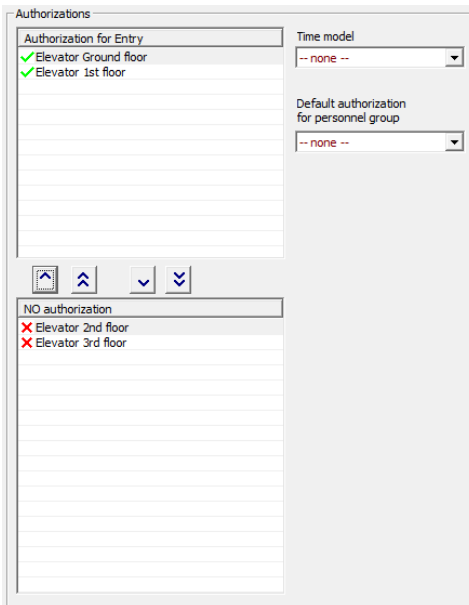 Authorizations
Authorization for Entry
Elevator Ground floor
Elevator 1st floor
Time model
-- none --
Default authorization
for personnel group
-- none --
NO authorization
Elevator 2nd floor
Elevator 3rd floor